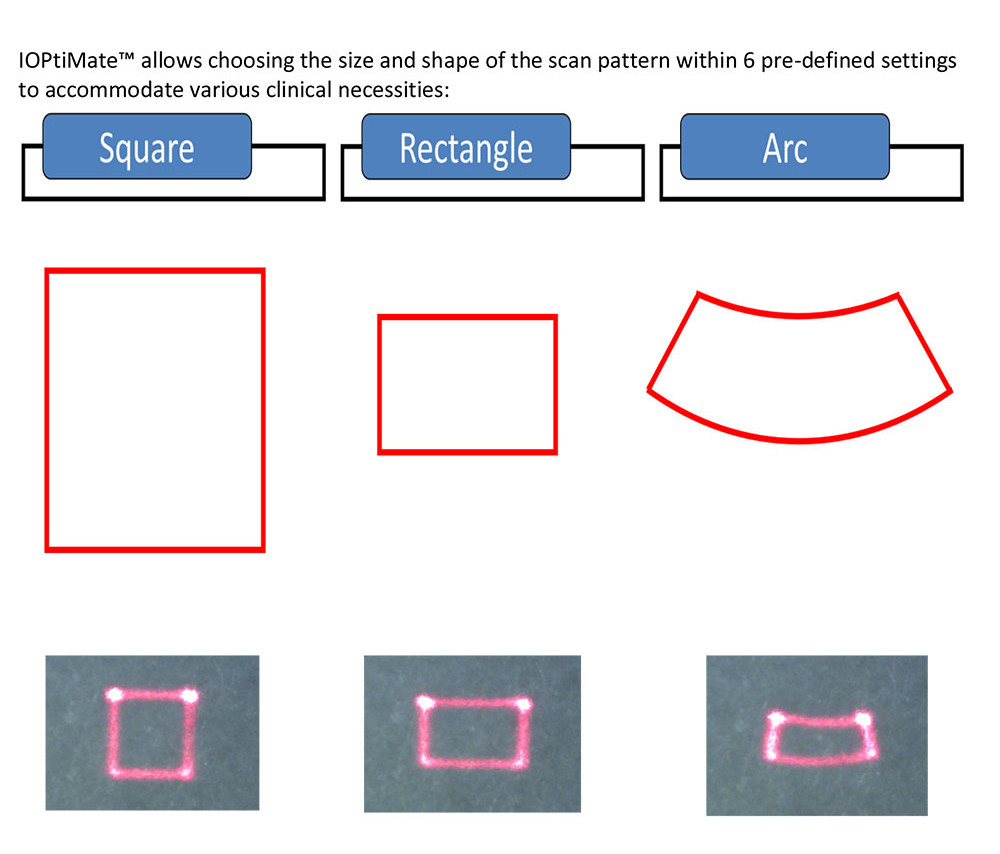 IOPtiMate™ allows choosing the size and shape of the scan pattern within 6 pre-defined settings
to accommodate various clinical necessities:
Square
Rectangle
Arc